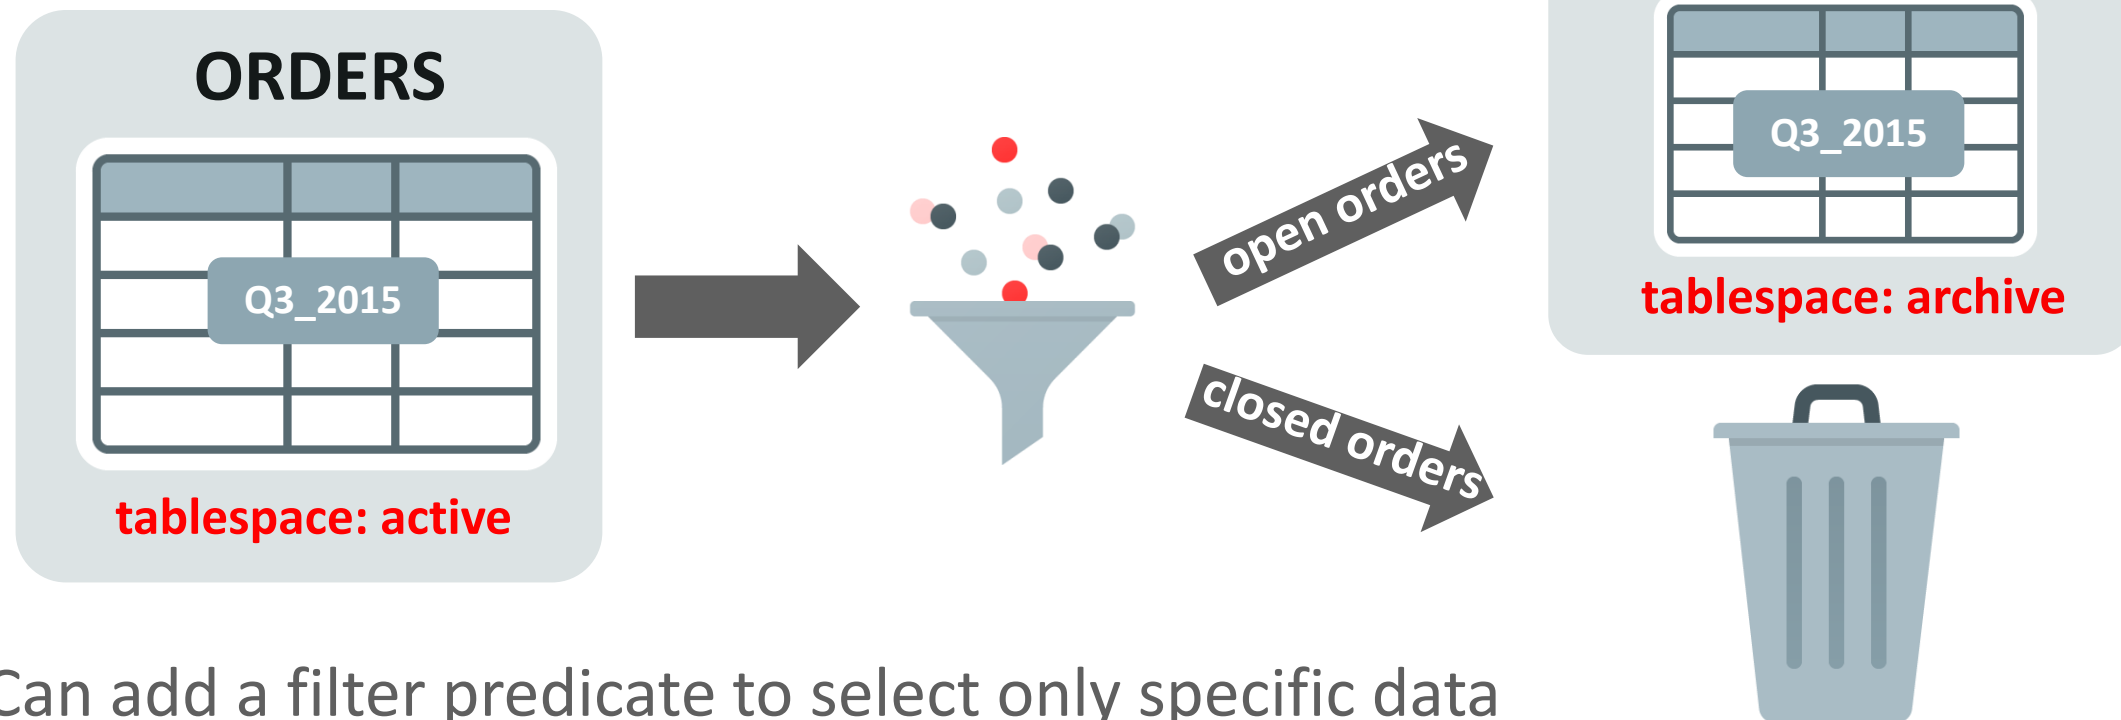 ORDERS
Q3_2015
tablespace: active
open orders
closed orders
Q3_2015
tablespace: archive
Can add a filter predicate to select only specific data